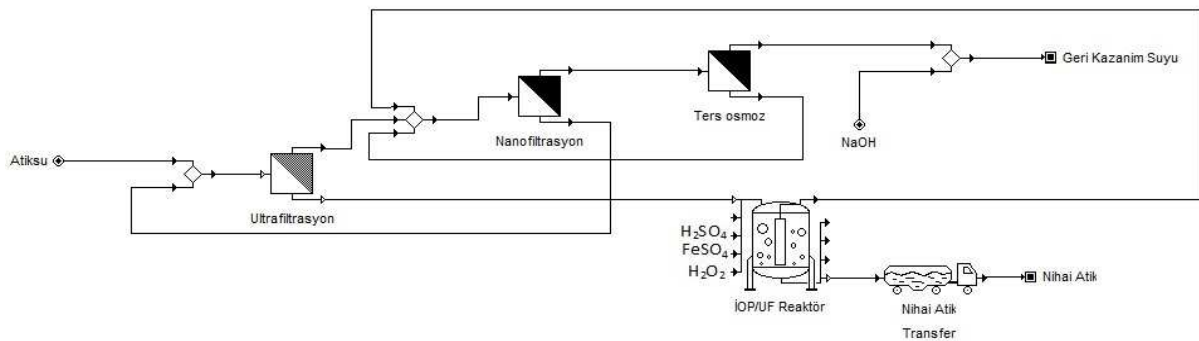 Geri Kazanim Suyu
Ters osmoz
Nanofiltrasyon
NaOH
Atiksu
Ultrafiltrasyon
H₂SO₄
FeSO₄
H₂O₂
İOP/UF Reaktör
Nihai Atik
Transfer
Nihai Atik